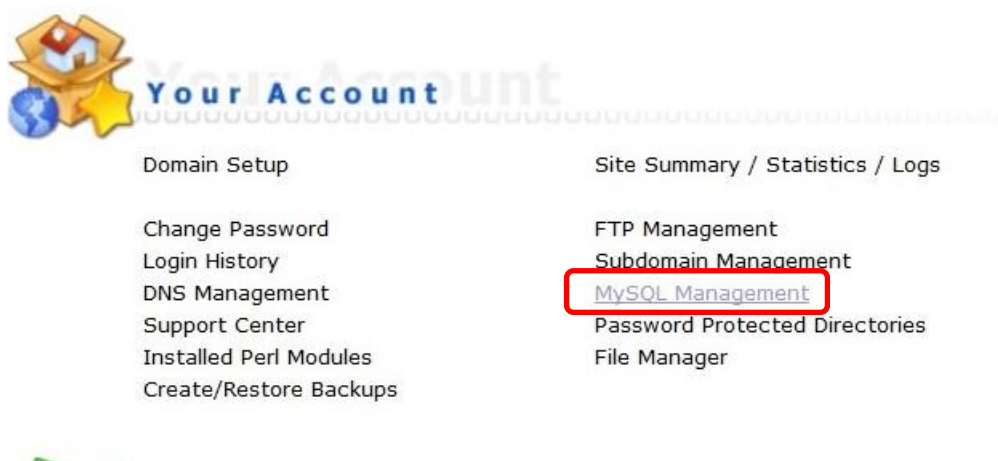 Your Account
Domain Setup
Site Summary / Statistics / Logs
Change Password
FTP Management
Login History
Subdomain Management
DNS Management
MySQL Management
Support Center
Password Protected Directories
Installed Perl Modules
File Manager
Create/Restore Backups